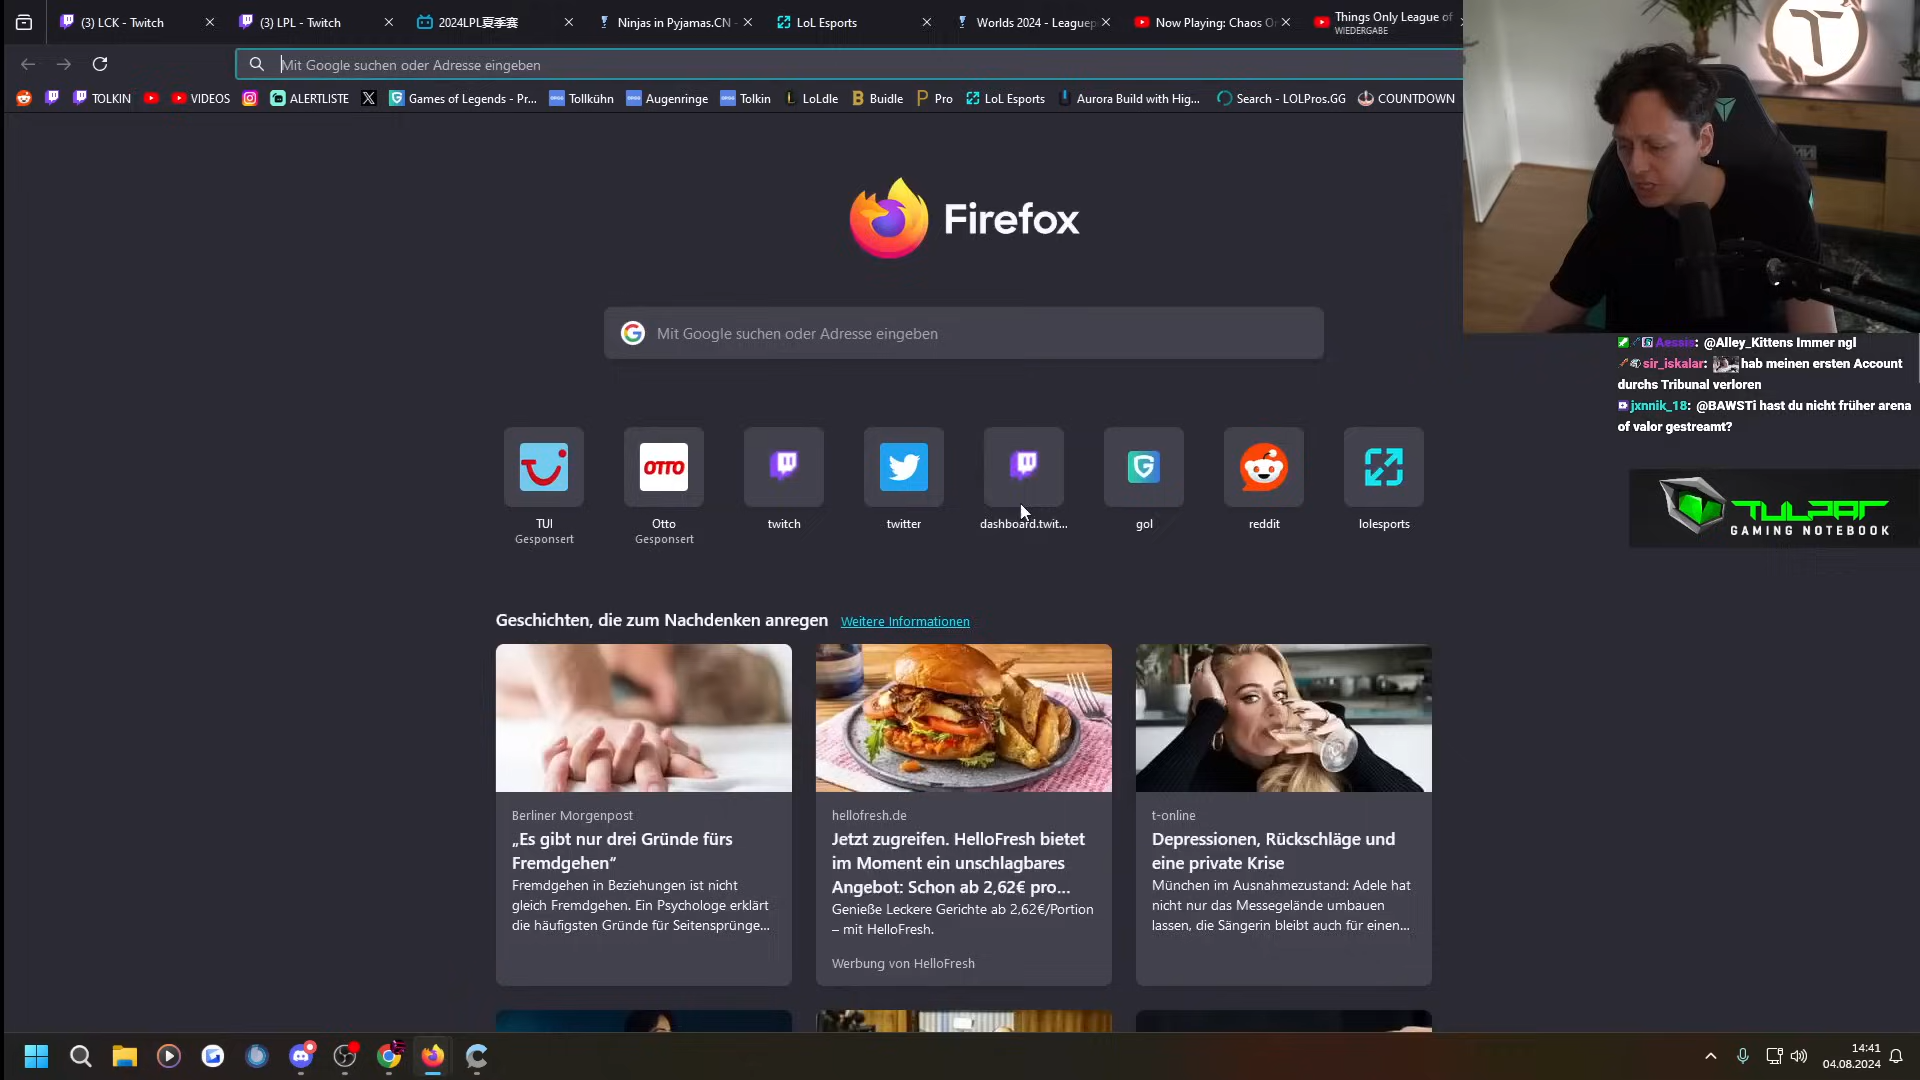 (3) LCK - Twitch
(3) LPL - Twitch
2024LPL夏季赛
Ninjas in Pyjamas.CN -
LoL Esports
Worlds 2024 - Leaguep
Now Playing: Chaos O
Things Only League of
WIEDERGABE
Mit Google suchen oder Adresse eingeben
TOLKIN
VIDEOS
ALERTLISTE
Games of Legends - Pr...
Tollkühn
Augenringe
Tolkin
LoLdle
Buidle
Pro
LoL Esports
Aurora Build with Hig...
Search - LOLPros.GG
COUNTDOWN
Firefox
Mit Google suchen oder Adresse eingeben
OTTO
TUI
Gesponsert
Otto
Gesponsert
twitch
twitter
dashboard.twit...
gol
reddit
lolesports
Geschichten, die zum Nachdenken anregen
Weitere Informationen
Berliner Morgenpost
„Es gibt nur drei Gründe fürs
Fremdgehen“
Fremdgehen in Beziehungen ist nicht
gleich Fremdgehen. Ein Psychologe erklärt
die häufigsten Gründe für Seitensprünge...
hellofresh.de
Jetzt zugreifen. HelloFresh bietet
im Moment ein unschlagbares
Angebot: Schon ab 2,62€ pro...
Genieße Leckere Gerichte ab 2,62€/Portion
– mit HelloFresh.
Werbung von HelloFresh
t-online
Depressionen, Rückschläge und
eine private Krise
München im Ausnahmezustand: Adele hat
nicht nur das Messegelände umbauen
lassen, die Sängerin bleibt auch für einen...
Aessis: @Alley_Kittens Immer ngl
sir_iskalar: hab meinen ersten Account
durchs Tribunal verloren
jxnnik_18: @BAWSTi hast du nicht früher arena
of valor gestreamt?
TULPAR
GAMING NOTEBOOK
14:41
04.08.2024